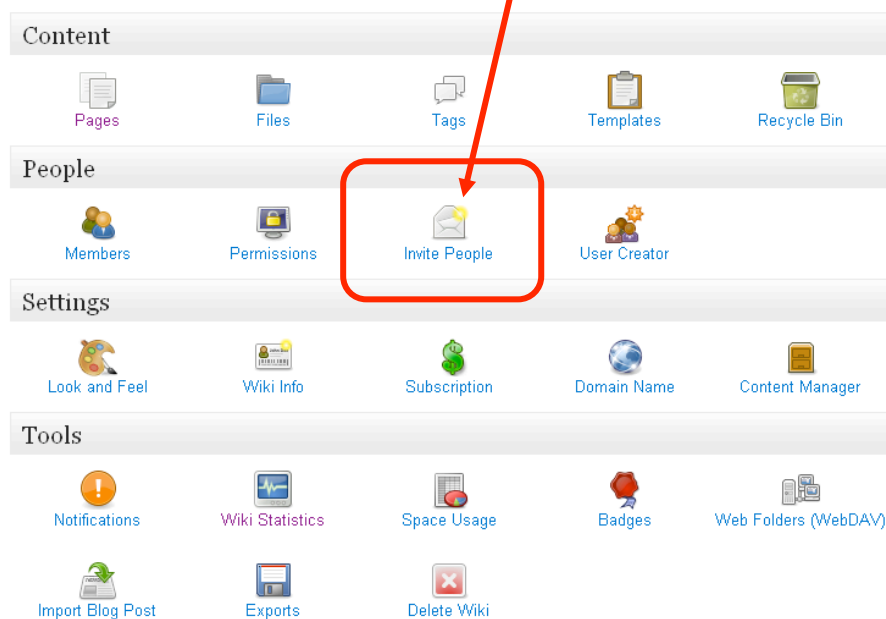 Content
Pages Files Tags Templates Recycle Bin
People
Members Permissions Invite People User Creator
Settings
Look and Feel Wiki Info Subscription Domain Name Content Manager
Tools
Notifications Wiki Statistics Space Usage Badges Web Folders (WebDAV)
Import Blog Post Exports Delete Wiki